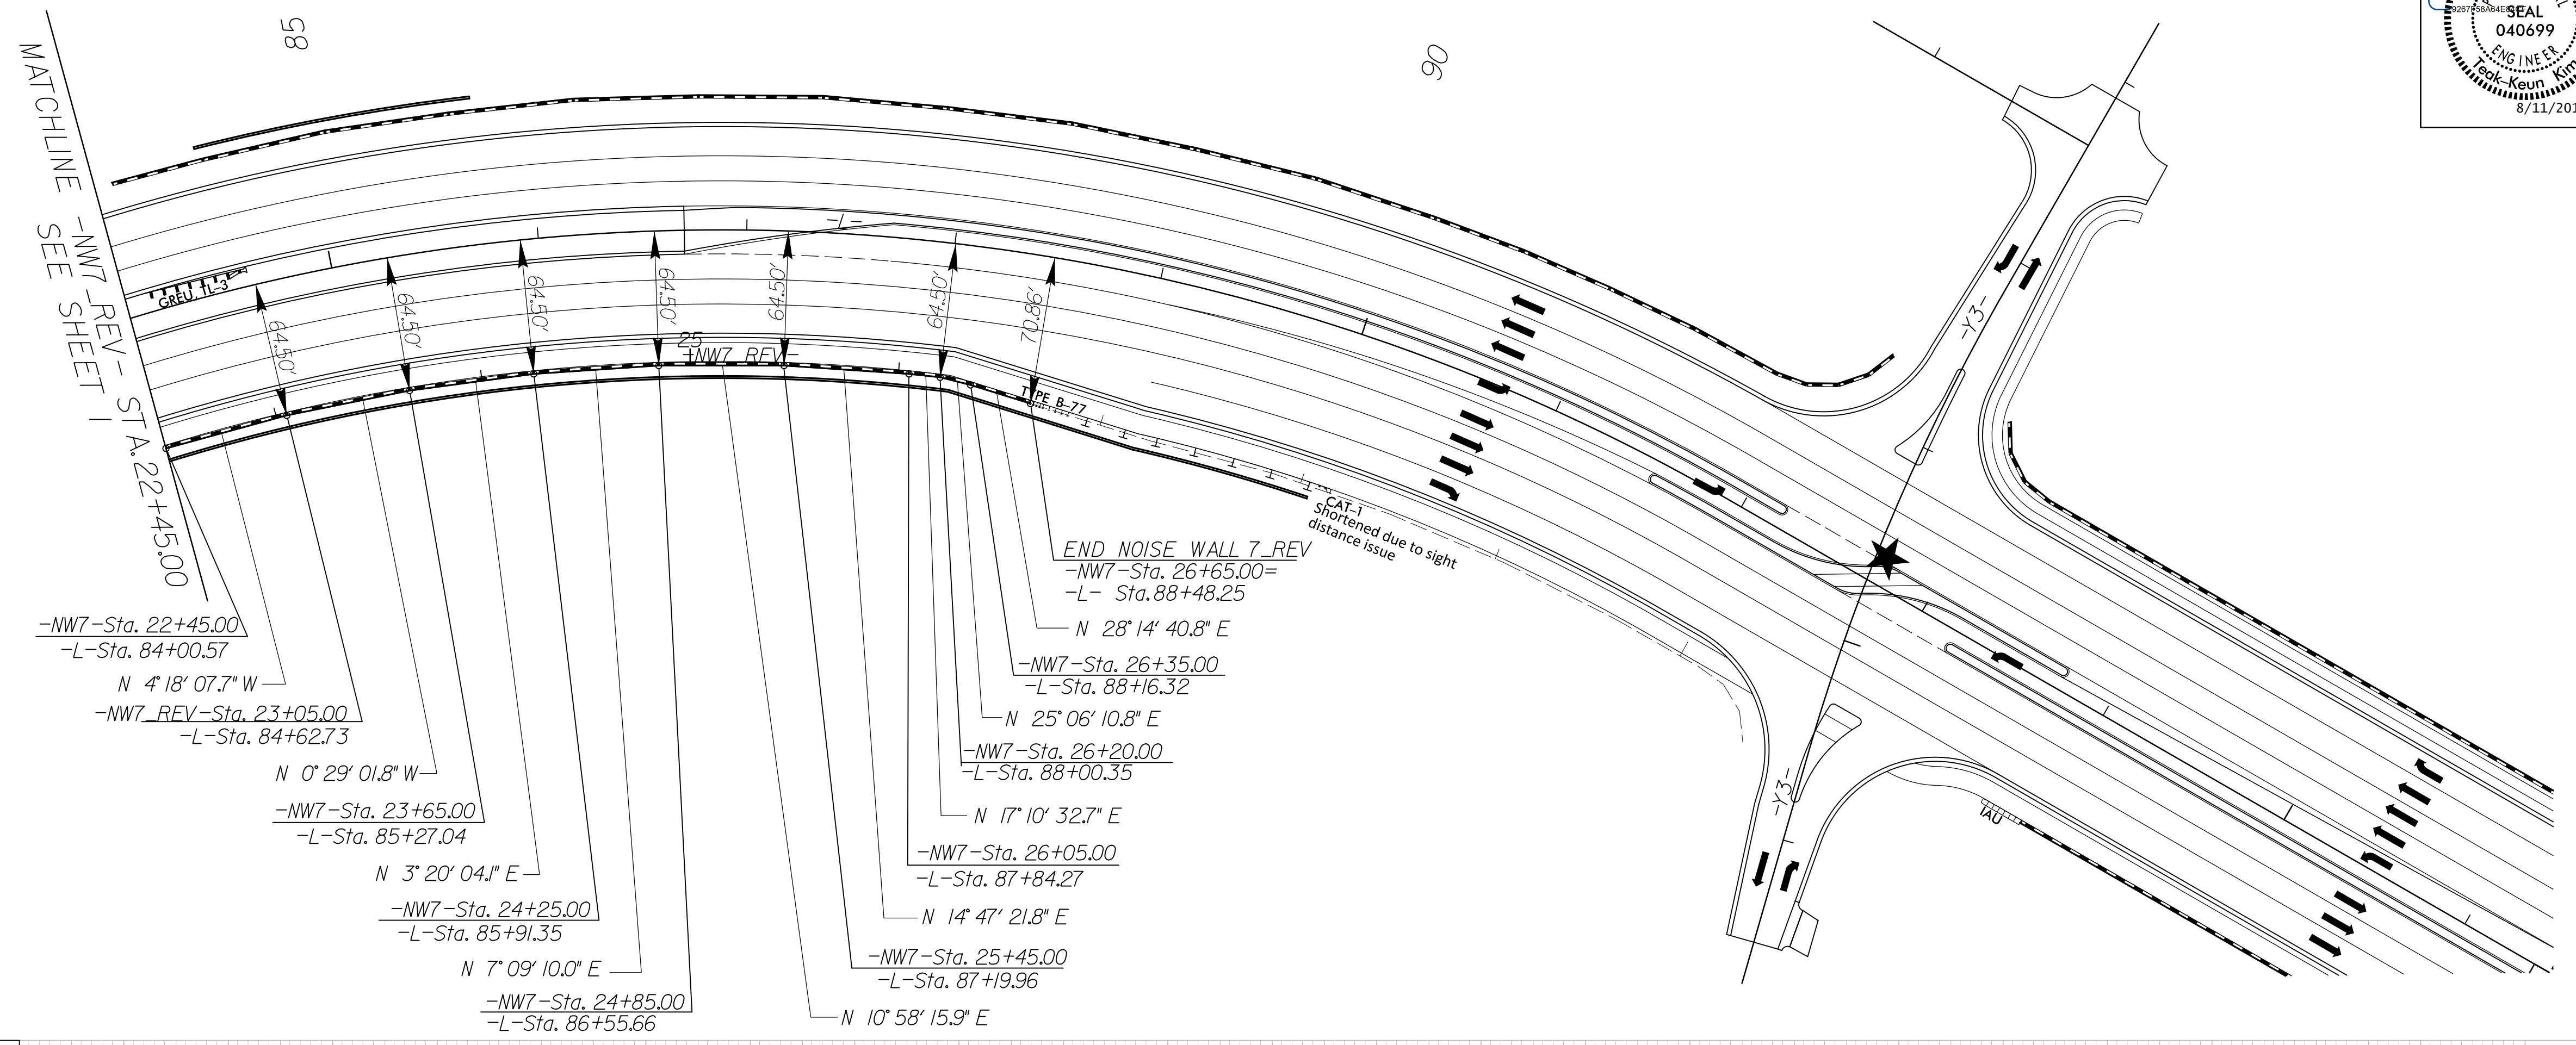 85
90
9267F58A64E84CF
SEAL
040699
ENGINEER
Teak-Keun Kim
8/11/201
MATCHLINE -NW7-REV- STA. 22+45.00
SEE SHEET 1
GREU, TL-3
-L-
64.50'
64.50'
64.50'
64.50'
64.50'
64.50'
70.86'
25
-NW7_REV-
TYPE B-77
CAT-1
Shortened due to sight
distance issue
-Y3-
-Y3-
IAU
END NOISE WALL 7_REV
-NW7-Sta. 26+65.00=
-L- Sta. 88+48.25
N 28° 14' 40.8" E
-NW7-Sta. 26+35.00
-L-Sta. 88+16.32
N 25° 06' 10.8" E
-NW7-Sta. 26+20.00
-L-Sta. 88+00.35
N 17° 10' 32.7" E
-NW7-Sta. 26+05.00
-L-Sta. 87+84.27
N 14° 47' 21.8" E
-NW7-Sta. 25+45.00
-L-Sta. 87+19.96
N 10° 58' 15.9" E
-NW7-Sta. 22+45.00
-L-Sta. 84+00.57
N 4° 18' 07.7" W
-NW7_REV-Sta. 23+05.00
-L-Sta. 84+62.73
N 0° 29' 01.8" W
-NW7-Sta. 23+65.00
-L-Sta. 85+27.04
N 3° 20' 04.1" E
-NW7-Sta. 24+25.00
-L-Sta. 85+91.35
N 7° 09' 10.0" E
-NW7-Sta. 24+85.00
-L-Sta. 86+55.66